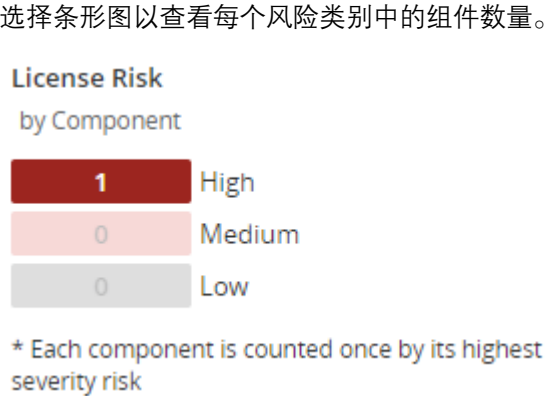 选择条形图以查看每个风险类别中的组件数量。
License Risk
by Component
1 High
0 Medium
0 Low
* Each component is counted once by its highest
severity risk